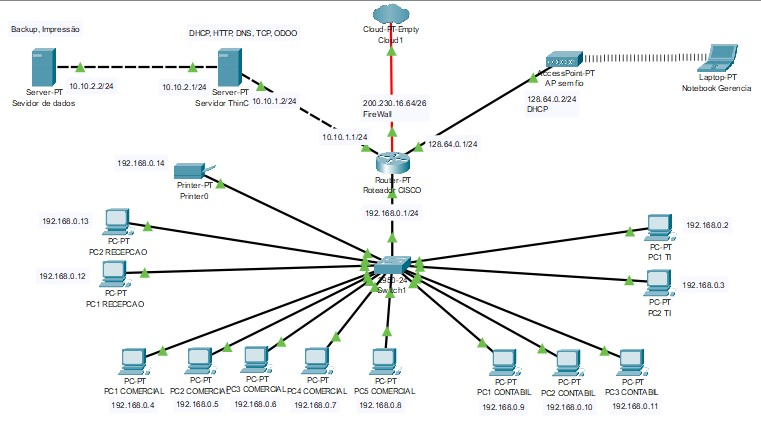 Backup, Impressão
DHCP, HTTP, DNS, TCP, ODOO
Cloud-PT-Empty
Cloud1
Server-PT
Sevidor de dados
10.10.2.2/24
10.10.2.1/24
Server-PT
Servidor ThinC
10.10.1.2/24
200.230.16.64/26
FireWall
10.10.1.1/24
AccessPoint-PT
AP sem fio
128.64.0.2/24
DHCP
Laptop-PT
Notebook Gerencia
128.64.0.1/24
Router-PT
Roteador CISCO
192.168.0.1/24
192.168.0.14
Printer-PT
Printer0
192.168.0.13
PC-PT
PC2 RECEPCAO
192.168.0.12
PC-PT
PC1 RECEPCAO
2950-24
Switch1
192.168.0.2
PC-PT
PC1 TI
192.168.0.3
PC-PT
PC2 TI
PC-PT
PC1 COMERCIAL
192.168.0.4
PC-PT
PC2 COMERCIAL
192.168.0.5
PC-PT
PC3 COMERCIAL
192.168.0.6
PC-PT
PC4 COMERCIAL
192.168.0.7
PC-PT
PC5 COMERCIAL
192.168.0.8
PC-PT
PC1 CONTABIL
192.168.0.9
PC-PT
PC2 CONTABIL
192.168.0.10
PC-PT
PC3 CONTABIL
192.168.0.11